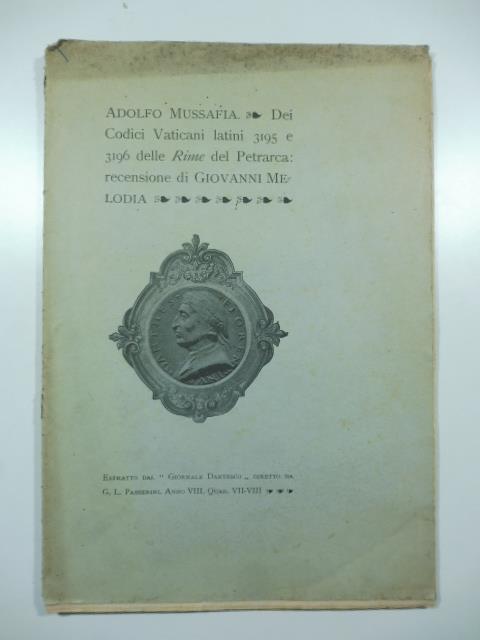 ADOLFO MUSSAFIA. Dei
Codici Vaticani latini 3195 e
3196 delle Rime del Petrarca:
recensione di GIOVANNI ME-
LODIA
FLOREN
ESTRATTO DAL “ GIORNALE DANTESCO „ DIRETTO DA
G. L. PASSERINI, ANNO VIII, QUAD. VII-VIII